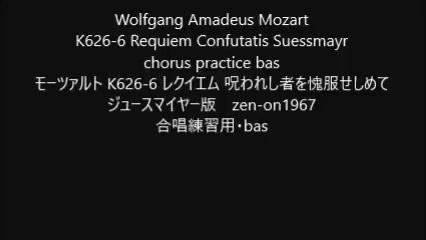 Wolfgang Amadeus Mozart
K626-6 Requiem Confutatis Suessmayr
chorus practice bas
モーツァルト K626-6 レクイエム 呪われし者を愧服せしめて
ジュースマイヤー版　zen-on1967
合唱練習用・bas